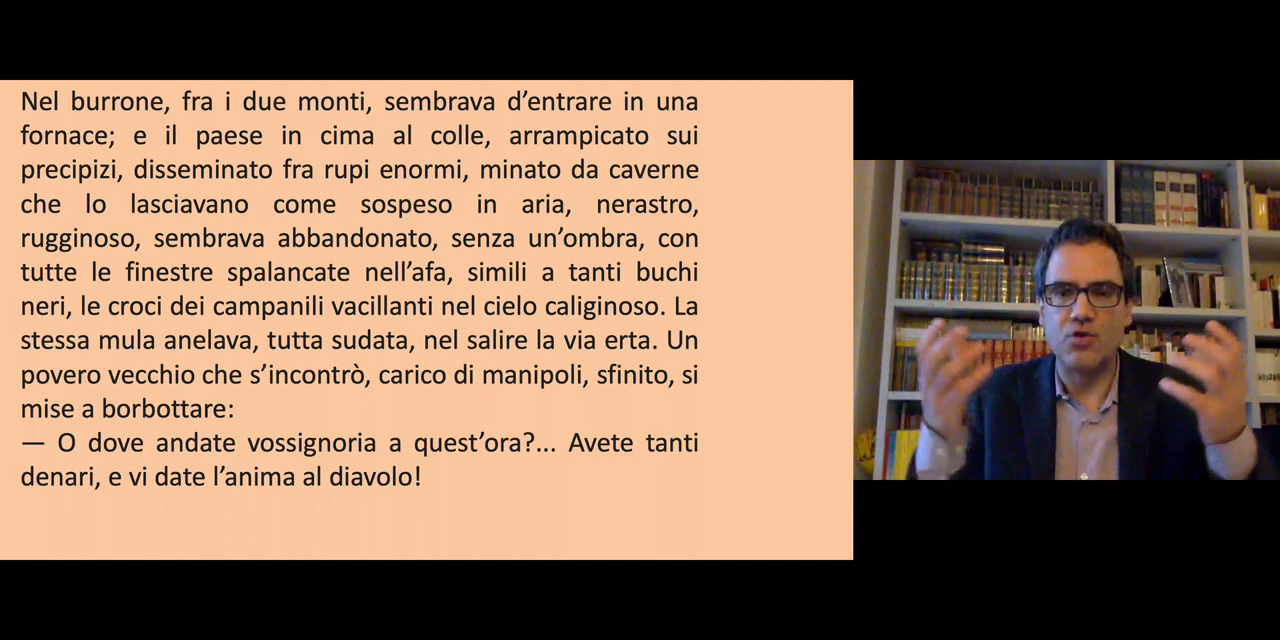 Nel burrone, fra i due monti, sembrava d’entrare in una
fornace; e il paese in cima al colle, arrampicato sui
precipizi, disseminato fra rupi enormi, minato da caverne
che lo lasciavano come sospeso in aria, nerastro,
rugginoso, sembrava abbandonato, senza un’ombra, con
tutte le finestre spalancate nell’afa, simili a tanti buchi
neri, le croci dei campanili vacillanti nel cielo caliginoso. La
stessa mula anelava, tutta sudata, nel salire la via erta. Un
povero vecchio che s’incontrò, carico di manipoli, sfinito, si
mise a borbottare:
— O dove andate vossignoria a quest’ora?... Avete tanti
denari, e vi date l’anima al diavolo!